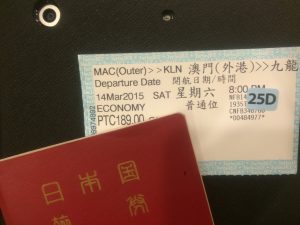 MAC(Outer)>>KLN 澳門(外港)>>九龍
Departure Date 開航日期/時間
14Mar2015 SAT 星期六 8:00 PM
ECONOMY 普通位
PTC189.00
25D
*00484977*
日本国